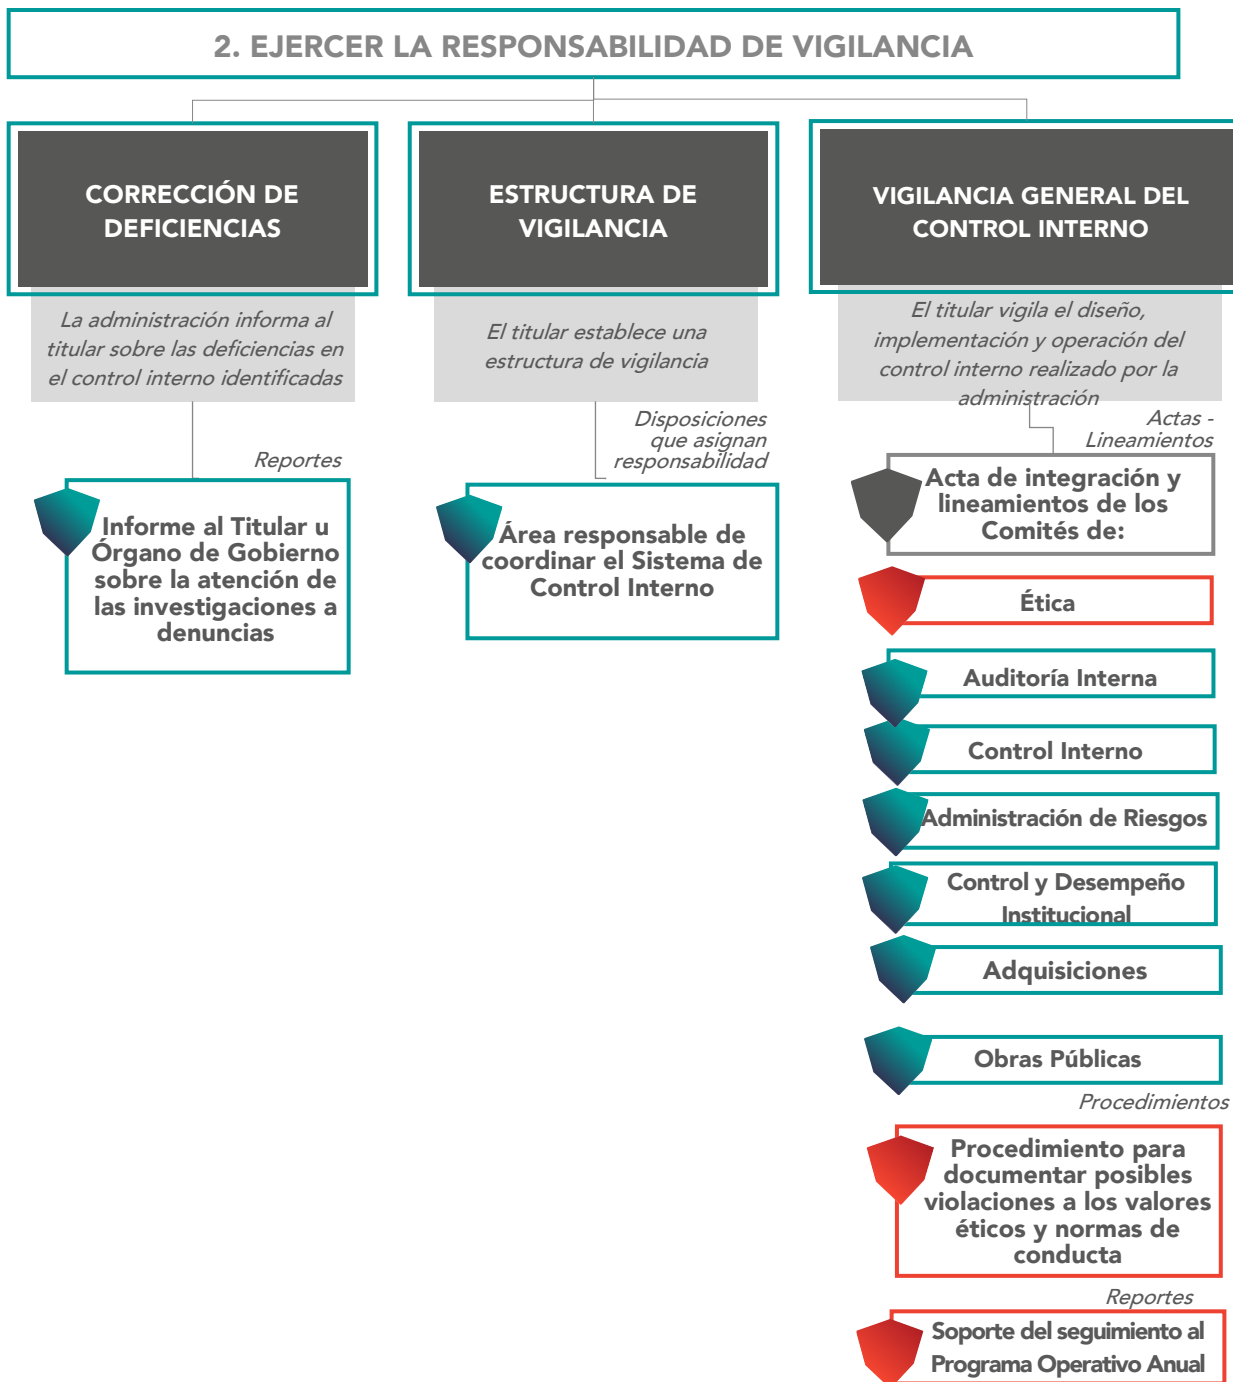 2. EJERCER LA RESPONSABILIDAD DE VIGILANCIA
CORRECCIÓN DE
DEFICIENCIAS
La administración informa al
titular sobre las deficiencias en
el control interno identificadas
Reportes
Informe al Titular u
Órgano de Gobierno
sobre la atención de
las investigaciones a
denuncias
ESTRUCTURA DE
VIGILANCIA
El titular establece una
estructura de vigilancia
Disposiciones
que asignan
responsabilidad
Área responsable de
coordinar el Sistema de
Control Interno
VIGILANCIA GENERAL DEL
CONTROL INTERNO
El titular vigila el diseño,
implementación y operación del
control interno realizado por la
administración
Actas -
Lineamientos
Acta de integración y
lineamientos de los
Comités de:
Ética
Auditoría Interna
Control Interno
Administración de Riesgos
Control y Desempeño
Institucional
Adquisiciones
Obras Públicas
Procedimientos
Procedimiento para
documentar posibles
violaciones a los valores
éticos y normas de
conducta
Reportes
Soporte del seguimiento al
Programa Operativo Anual